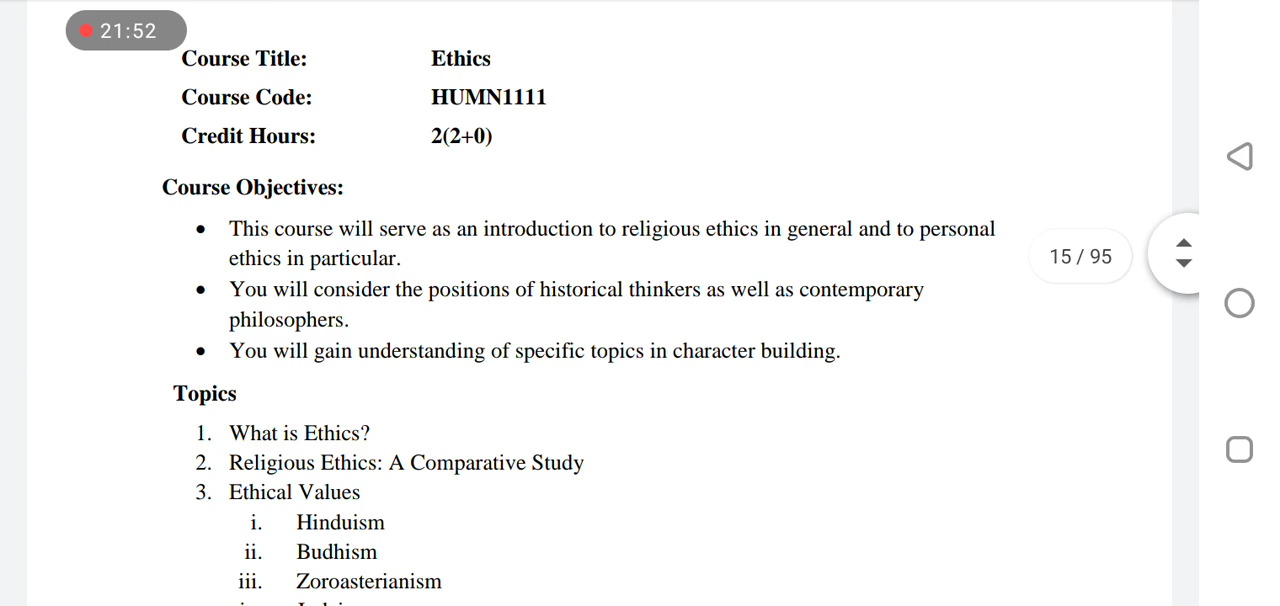 21:52
Course Title: Ethics
Course Code: HUMN1111
Credit Hours: 2(2+0)
Course Objectives:
• This course will serve as an introduction to religious ethics in general and to personal
ethics in particular.
15 / 95
• You will consider the positions of historical thinkers as well as contemporary
philosophers.
• You will gain understanding of specific topics in character building.
Topics
1. What is Ethics?
2. Religious Ethics: A Comparative Study
3. Ethical Values
i. Hinduism
ii. Budhism
iii. Zoroasterianism